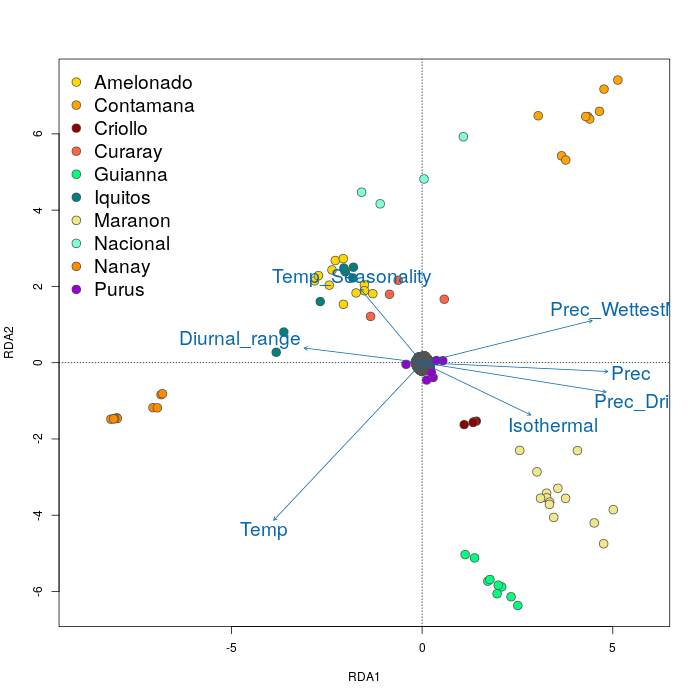 Amelonado
Contamana
Criollo
Curaray
Guianna
Iquitos
Maranon
Nacional
Nanay
Purus
Temp_Seasonality
Diurnal_range
Prec_Wettest
Prec
Prec_Dri
Isothermal
Temp
6
4
2
0
-2
-4
-6
RDA2
-5 0 5
RDA1